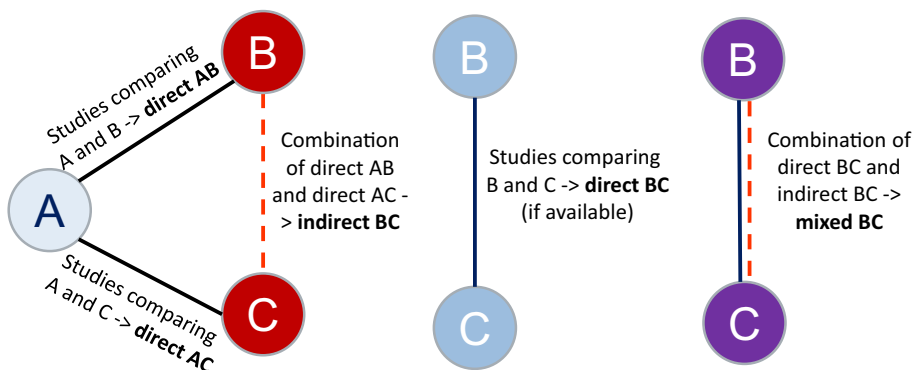 B
Studies comparing
A and B -> direct AB
A
Studies comparing
A and C -> direct AC
C
Combination
of direct AB
and direct AC -
> indirect BC
B
Studies comparing
B and C -> direct BC
(if available)
C
B
Combination of
direct BC and
indirect BC ->
mixed BC
C